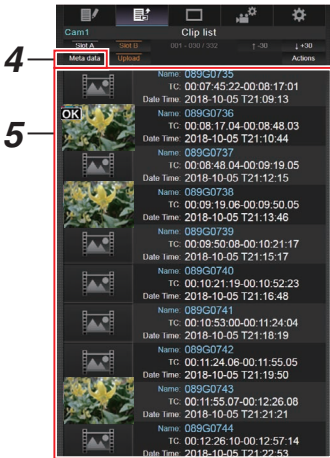 Cam1 Clip list
Slot A Slot B 001 - 030 / 332 ↑ -30 ↓ +30
4 Meta data Upload Actions
5
Name: 089G0735
TC: 00:07:45:22-00:08:17:01
Date Time: 2018-10-05 T21:09:13
OK
Name: 089G0736
TC: 00:08:17.04-00:08:48.03
Date Time: 2018-10-05 T21:10:44
Name: 089G0737
TC: 00:08:48.04-00:09:19.05
Date Time: 2018-10-05 T21:12:15
Name: 089G0738
TC: 00:09:19.06-00:09:50.05
Date Time: 2018-10-05 T21:13:46
Name: 089G0739
TC: 00:09:50:08-00:10:21:17
Date Time: 2018-10-05 T21:15:17
Name: 089G0740
TC: 00:10:21:19-00:10:52:23
Date Time: 2018-10-05 T21:16:48
Name: 089G0741
TC: 00:10:53:00-00:11:24:04
Date Time: 2018-10-05 T21:18:19
Name: 089G0742
TC: 00:11:24.06-00:11:55.05
Date Time: 2018-10-05 T21:19:50
Name: 089G0743
TC: 00:11:55.07-00:12:26.08
Date Time: 2018-10-05 T21:21:21
Name: 089G0744
TC: 00:12:26:10-00:12:57:14
Date Time: 2018-10-05 T21:22:53